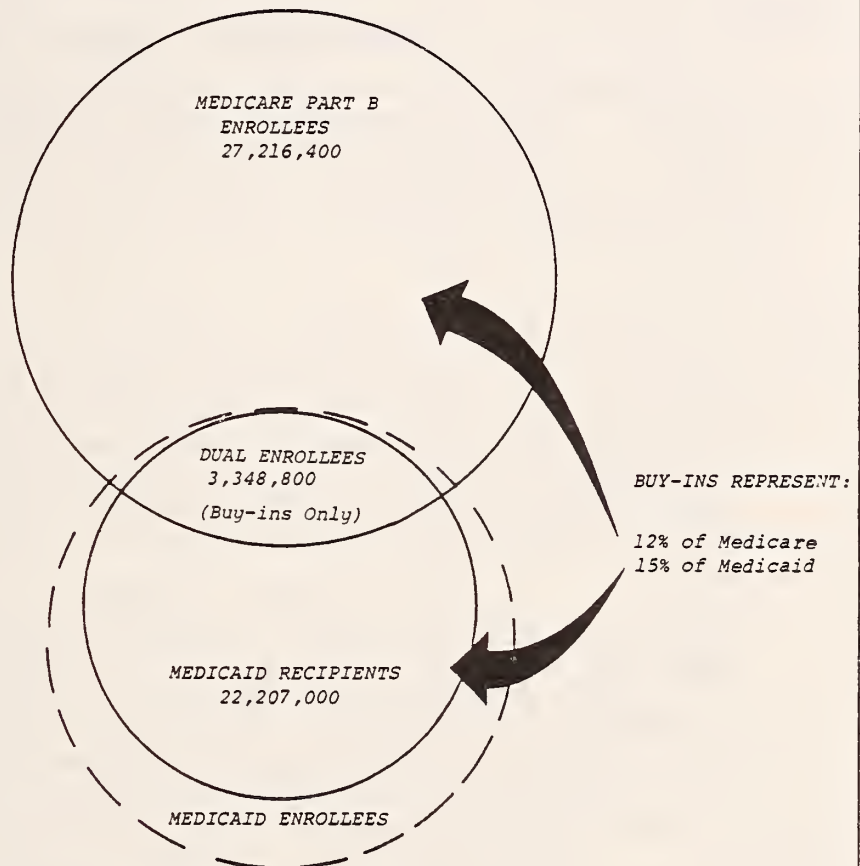 MEDICARE PART B
ENROLLEES
27,216,400
DUAL ENROLLEES
3,348,800
(Buy-ins Only)
BUY-INS REPRESENT:
12% of Medicare
15% of Medicaid
MEDICAID RECIPIENTS
22,207,000
MEDICAID ENROLLEES